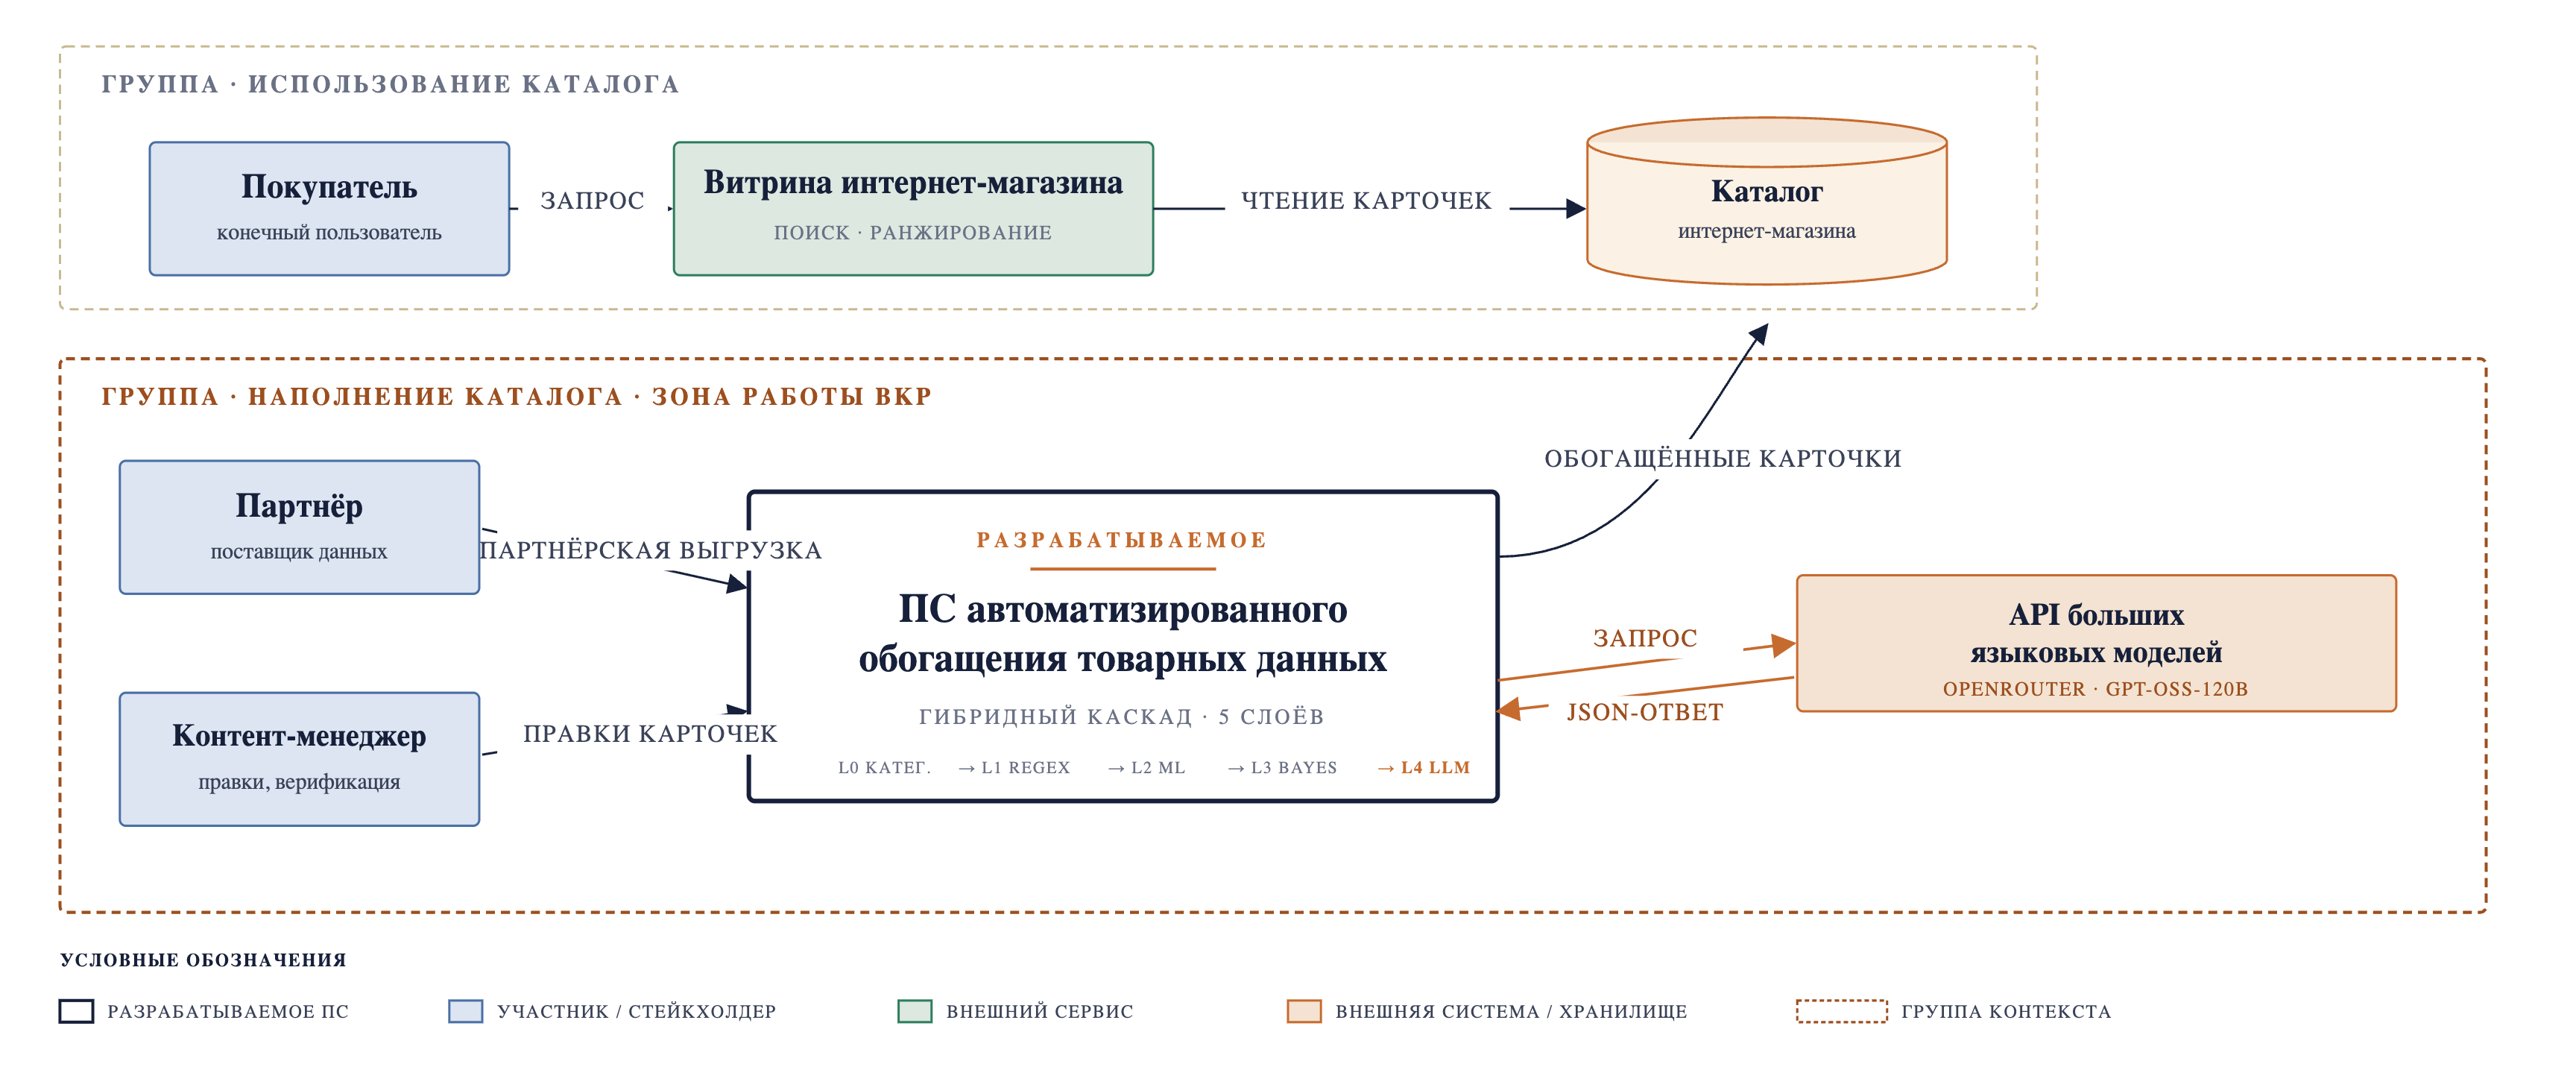 ГРУППА · ИСПОЛЬЗОВАНИЕ КАТАЛОГА
Покупатель
конечный пользователь
ЗАПРОС
Витрина интернет-магазина
ПОИСК · РАНЖИРОВАНИЕ
ЧТЕНИЕ КАРТОЧЕК
Каталог
интернет-магазина
ГРУППА · НАПОЛНЕНИЕ КАТАЛОГА · ЗОНА РАБОТЫ ВКР
Партнёр
поставщик данных
ПАРТНЁРСКАЯ ВЫГРУЗКА
Контент-менеджер
правки, верификация
ПРАВКИ КАРТОЧЕК
РАЗРАБАТЫВАЕМОЕ
ПС автоматизированного
обогащения товарных данных
ГИБРИДНЫЙ КАСКАД · 5 СЛОЁВ
L0 КАТЕГ. → L1 REGEX → L2 ML → L3 BAYES → L4 LLM
ОБОГАЩЁННЫЕ КАРТОЧКИ
ЗАПРОС
JSON-ОТВЕТ
API больших
языковых моделей
OPENROUTER · GPT-OSS-120B
УСЛОВНЫЕ ОБОЗНАЧЕНИЯ
РАЗРАБАТЫВАЕМОЕ ПС
УЧАСТНИК / СТЕЙКХОЛДЕР
ВНЕШНИЙ СЕРВИС
ВНЕШНЯЯ СИСТЕМА / ХРАНИЛИЩЕ
ГРУППА КОНТЕКСТА